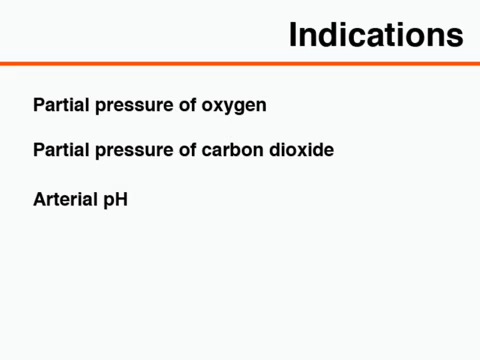 Indications
Partial pressure of oxygen
Partial pressure of carbon dioxide
Arterial pH